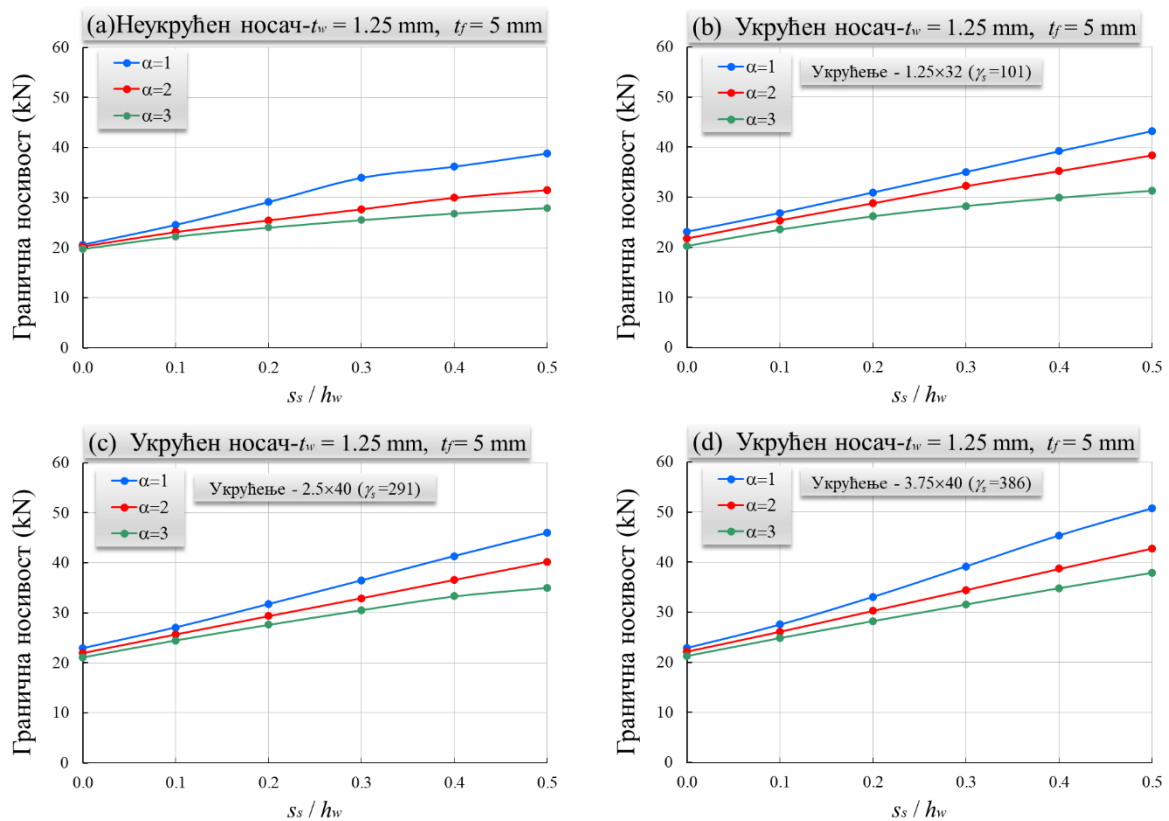 (a)Неукрућен носач-tw = 1.25 mm, tf = 5 mm
α=1
α=2
α=3
Гранична носивост (kN)
60
50
40
30
20
10
0
0.0 0.1 0.2 0.3 0.4 0.5
ss / hw
(b) Укрућен носач-tw = 1.25 mm, tf = 5 mm
α=1
α=2
α=3
Укрућење - 1.25×32 (γs=101)
Гранична носивост (kN)
60
50
40
30
20
10
0
0.0 0.1 0.2 0.3 0.4 0.5
ss / hw
(c) Укрућен носач-tw = 1.25 mm, tf = 5 mm
α=1
α=2
α=3
Укрућење - 2.5×40 (γs=291)
Гранична носивост (kN)
60
50
40
30
20
10
0
0.0 0.1 0.2 0.3 0.4 0.5
ss / hw
(d) Укрућен носач-tw = 1.25 mm, tf = 5 mm
α=1
α=2
α=3
Укрућење - 3.75×40 (γs=386)
Гранична носивост (kN)
60
50
40
30
20
10
0
0.0 0.1 0.2 0.3 0.4 0.5
ss / hw